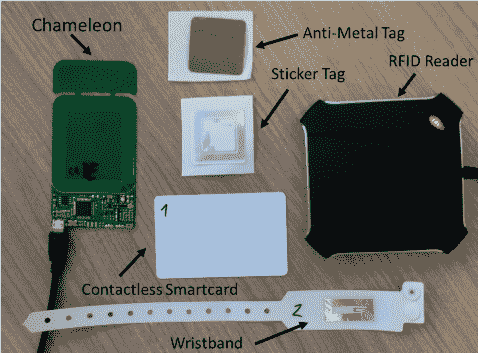 Chameleon
Anti-Metal Tag
RFID Reader
Sticker Tag
1
Contactless Smartcard
2
Wristband